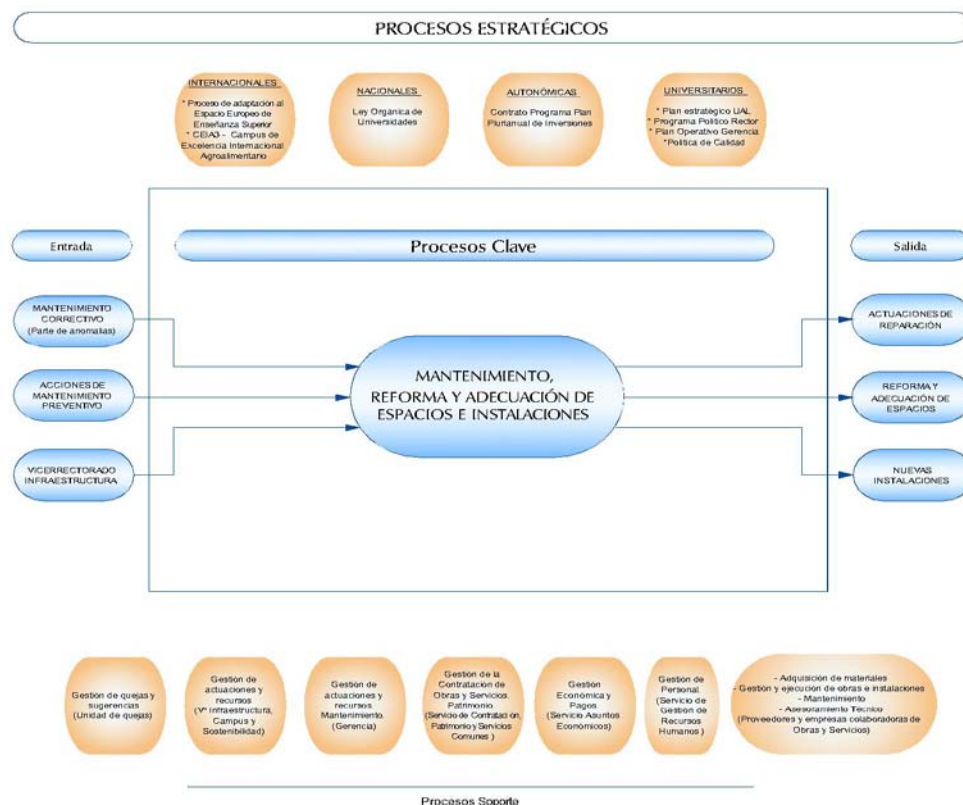 PROCESOS ESTRATÉGICOS
INTERNACIONALES
* Proceso de adaptación al
Espacio Europeo de
Enseñanza Superior
* CEIA3 - Campus de
Excelencia Internacional
Agroalimentario
NACIONALES
Ley Orgánica de
Universidades
AUTONÓMICAS
Contrato Programa Plan
Plurianual de Inversiones
UNIVERSITARIOS
* Plan estratégico UAL
* Programa Político Rector
* Plan Operativo Gerencia
*Política de Calidad
Entrada
Procesos Clave
Salida
MANTENIMIENTO
CORRECTIVO
(Parte de anomalías)
ACCIONES DE
MANTENIMIENTO
PREVENTIVO
VICERRECTORADO
INFRAESTRUCTURA
MANTENIMIENTO,
REFORMA Y ADECUACIÓN DE
ESPACIOS E INSTALACIONES
ACTUACIONES DE
REPARACIÓN
REFORMA Y
ADECUACIÓN DE
ESPACIOS
NUEVAS
INSTALACIONES
Gestión de quejas y
sugerencias
(Unidad de quejas)
Gestión de
actuaciones y
recursos
(Vº Infraestructura,
Campus y
Sostenibilidad)
Gestión de
actuaciones y
recursos
Mantenimiento.
(Gerencia)
Gestión de la
Contratación de
Obras y Servicios.
Patrimonio
(Servicio de Contratación,
Patrimonio y Servicios
Comunes )
Gestión
Económica y
Pagos
(Servicio Asuntos
Económicos)
Gestión de
Personal
(Servicio de
Gestión de
Recursos
Humanos )
- Adquisición de materiales
- Gestión y ejecución de obras e instalaciones
- Mantenimiento
- Asesoramiento Técnico
(Proveedores y empresas colaboradoras de
Obras y Servicios)
Procesos Soporte